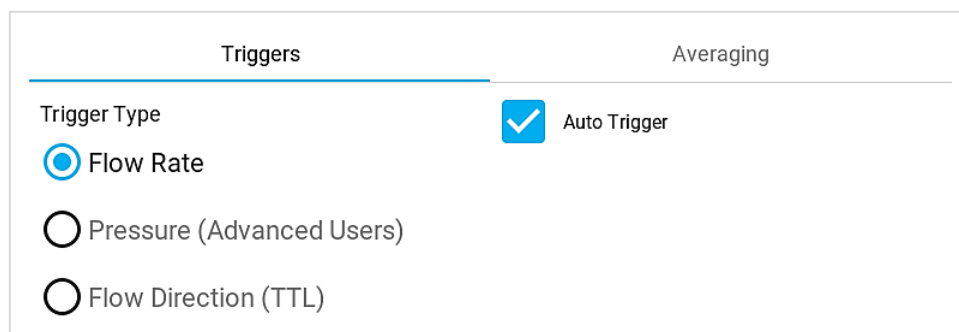 Triggers
Averaging
Trigger Type
Auto Trigger
Flow Rate
Pressure (Advanced Users)
Flow Direction (TTL)